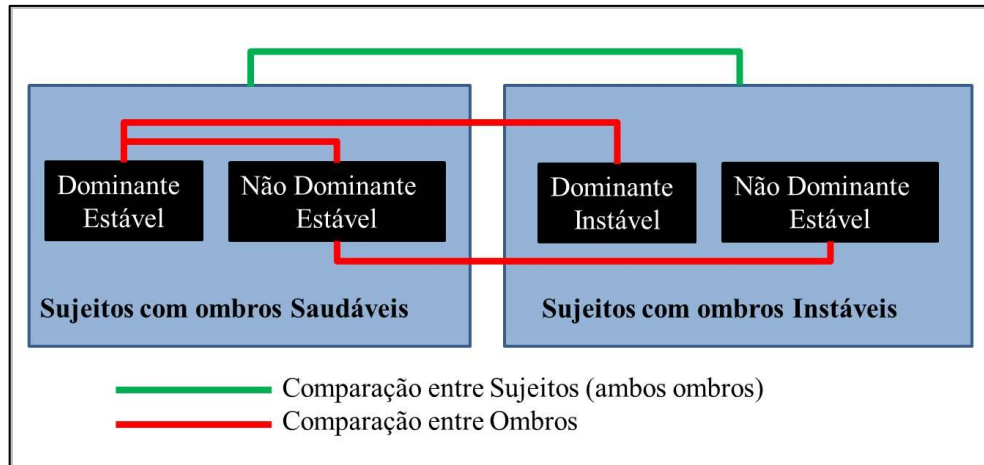 Dominante
Estável
Não Dominante
Estável
Dominante
Instável
Não Dominante
Estável
Sujeitos com ombros Saudáveis
Sujeitos com ombros Instáveis
Comparação entre Sujeitos (ambos ombros)
Comparação entre Ombros